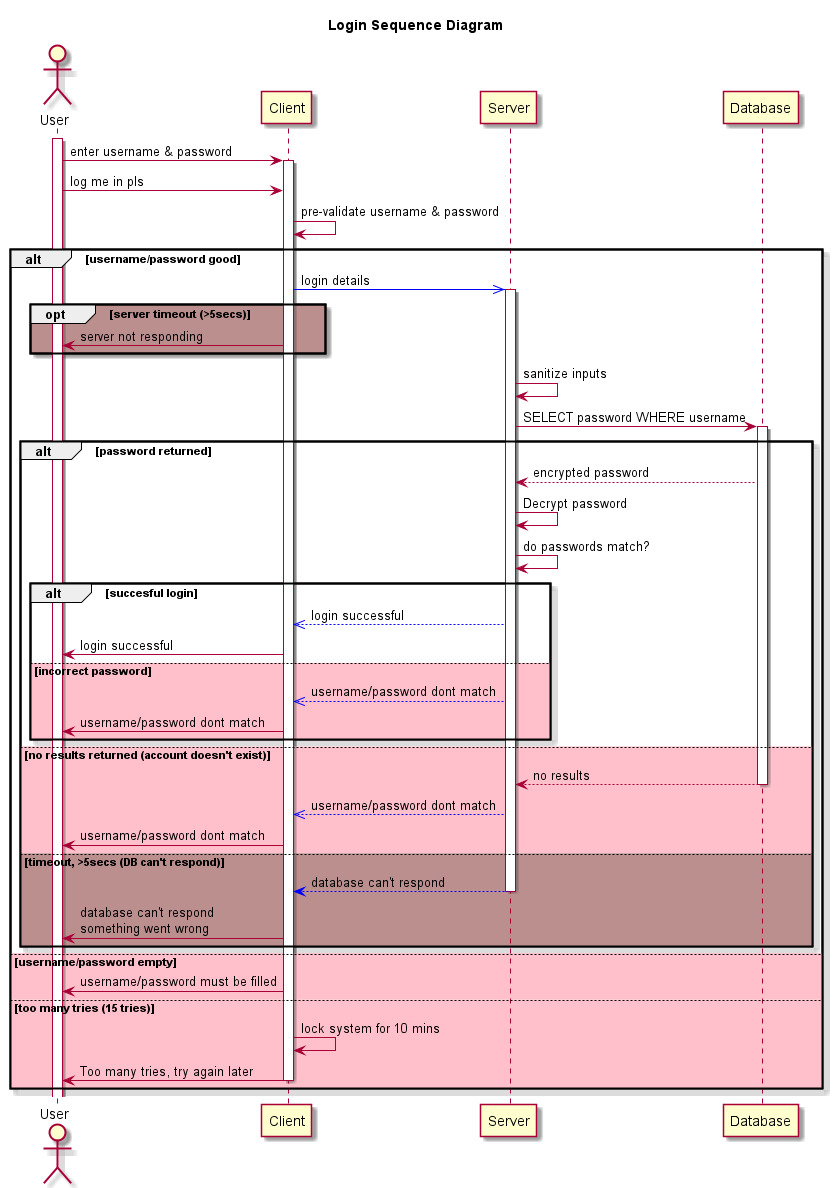 Login Sequence Diagram
User
Client
Server
Database
enter username & password
log me in pls
pre-validate username & password
alt [username/password good]
login details
opt [server timeout (>5secs)]
server not responding
sanitize inputs
SELECT password WHERE username
alt [password returned]
encrypted password
Decrypt password
do passwords match?
alt [succesful login]
login successful
login successful
[incorrect password]
username/password dont match
username/password dont match
[no results returned (account doesn't exist)]
no results
username/password dont match
username/password dont match
[timeout, >5secs (DB can't respond)]
database can't respond
database can't respond
something went wrong
[username/password empty]
username/password must be filled
[too many tries (15 tries)]
lock system for 10 mins
Too many tries, try again later
User
Client
Server
Database